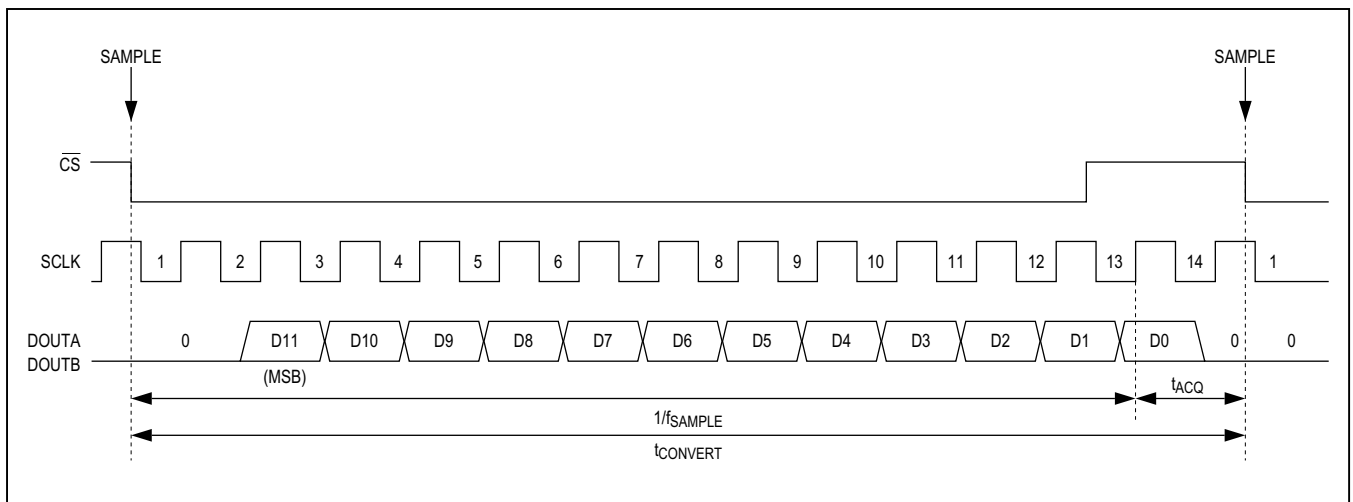 SAMPLE SAMPLE
CS
SCLK 1 2 3 4 5 6 7 8 9 10 11 12 13 14 1
DOUTA
DOUTB
0 D11 D10 D9 D8 D7 D6 D5 D4 D3 D2 D1 D0 0 0
(MSB)
tACQ
1/fSAMPLE
tCONVERT